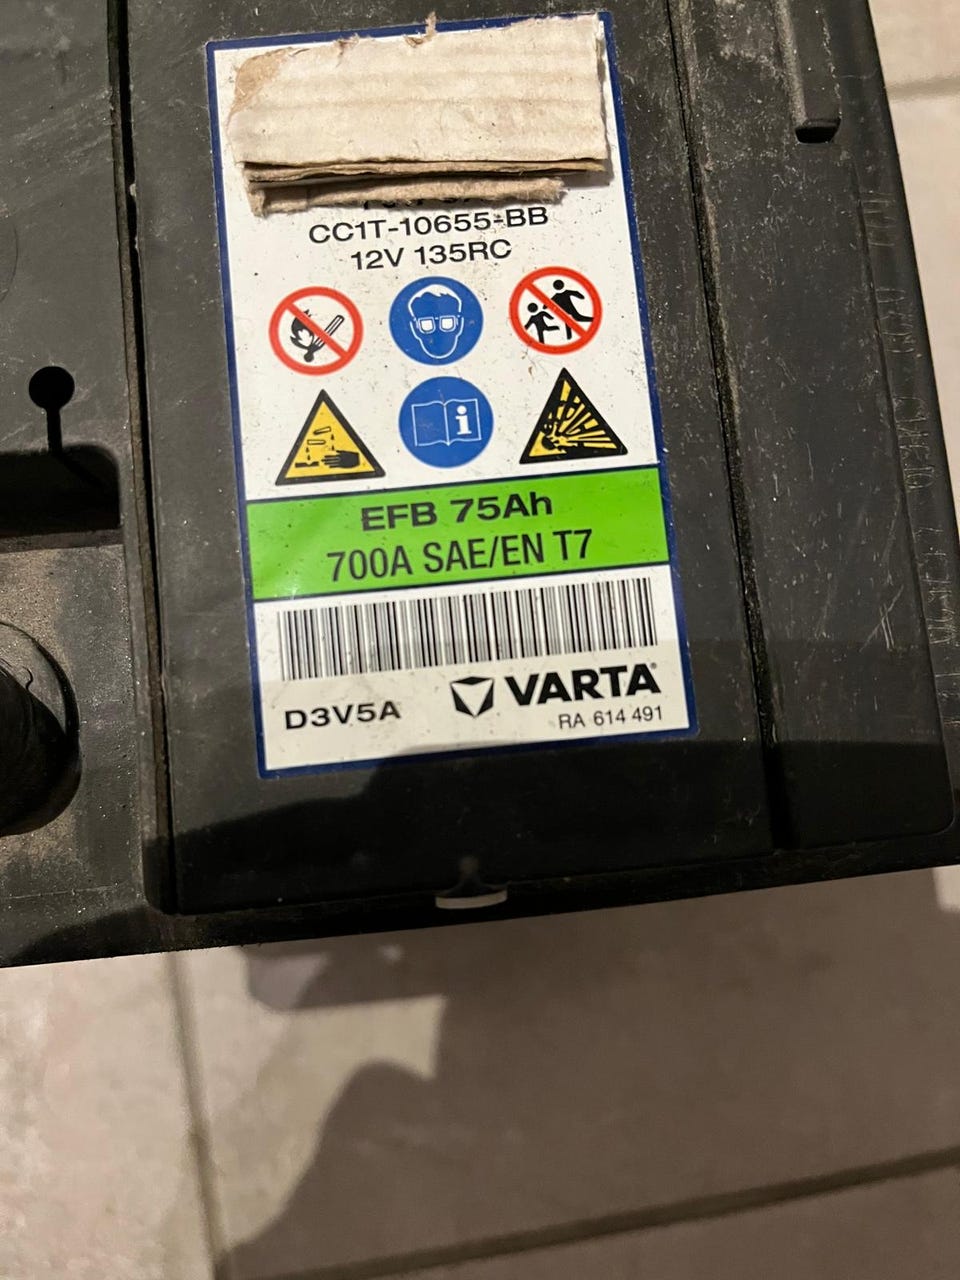 CC1T-10655-BB
12V 135RC
i
EFB 75Ah
700A SAE/EN T7
D3V5A
VARTA
RA 614 491